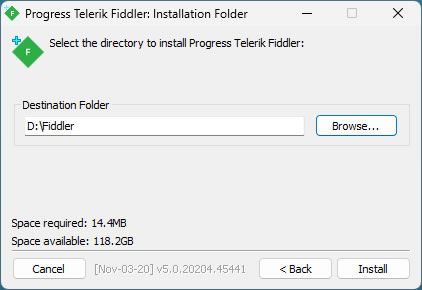 Progress Telerik Fiddler: Installation Folder
F
Select the directory to install Progress Telerik Fiddler:
Destination Folder
D:\Fiddler
Browse...
Space required: 14.4MB
Space available: 118.2GB
Cancel
[Nov-03-20] v5.0.20204.45441
< Back
Install